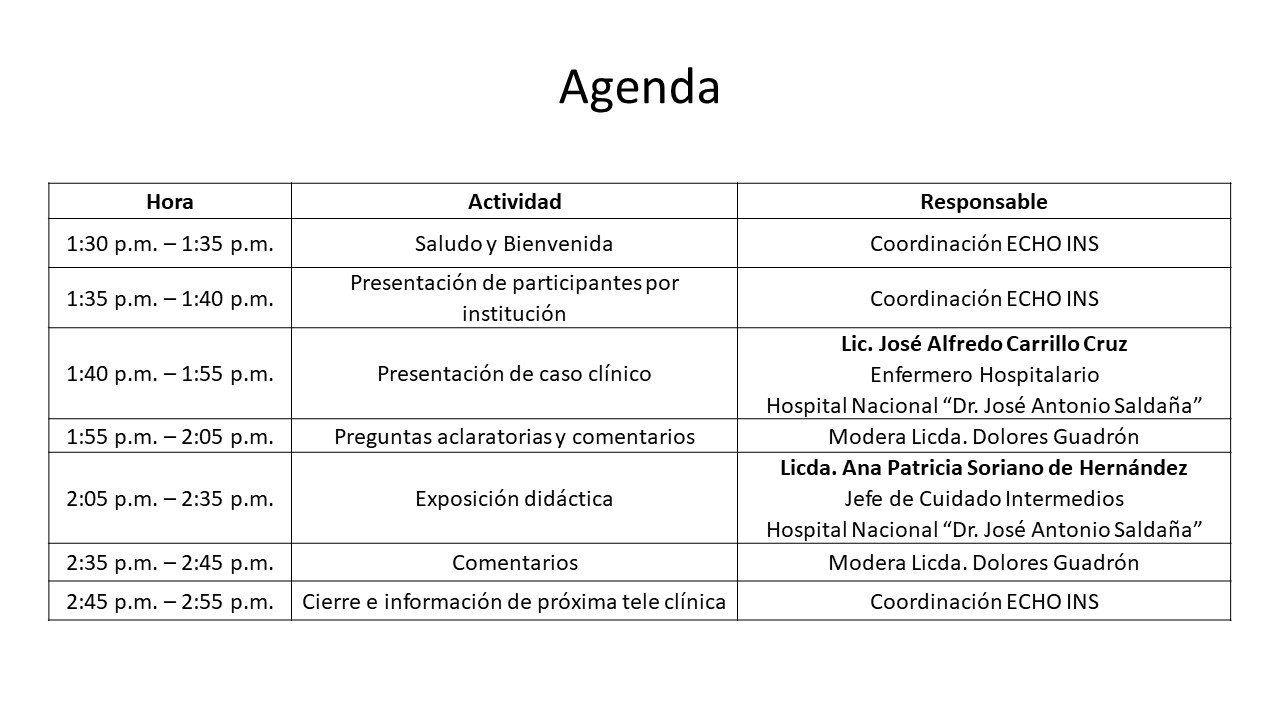 Agenda
Hora Actividad Responsable
1:30 p.m. – 1:35 p.m. Saludo y Bienvenida Coordinación ECHO INS
1:35 p.m. – 1:40 p.m. Presentación de participantes por
institución Coordinación ECHO INS
1:40 p.m. – 1:55 p.m. Presentación de caso clínico Lic. José Alfredo Carrillo Cruz
Enfermero Hospitalario
Hospital Nacional “Dr. José Antonio Saldaña”
1:55 p.m. – 2:05 p.m. Preguntas aclaratorias y comentarios Modera Licda. Dolores Guadrón
2:05 p.m. – 2:35 p.m. Exposición didáctica Licda. Ana Patricia Soriano de Hernández
Jefe de Cuidado Intermedios
Hospital Nacional “Dr. José Antonio Saldaña”
2:35 p.m. – 2:45 p.m. Comentarios Modera Licda. Dolores Guadrón
2:45 p.m. – 2:55 p.m. Cierre e información de próxima tele clínica Coordinación ECHO INS